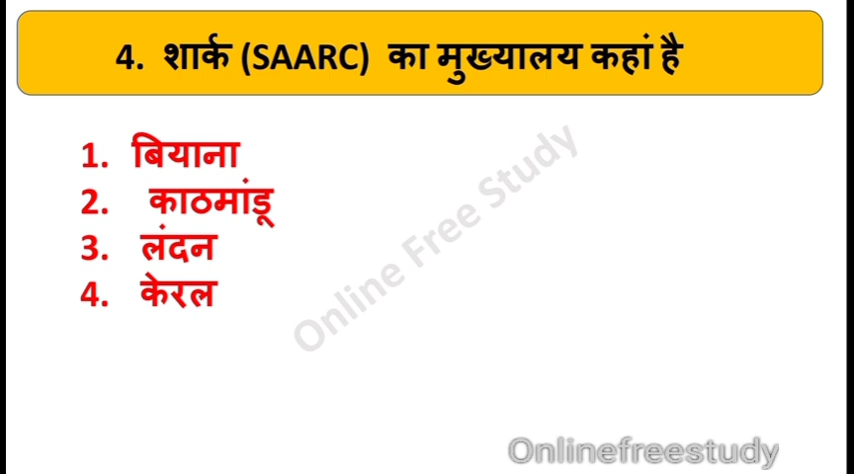 4. शार्क (SAARC) का मुख्यालय कहां है
1. बियाना
2. काठमांडू
3. लंदन
4. केरल
Online Free Study
Onlinefreestudy